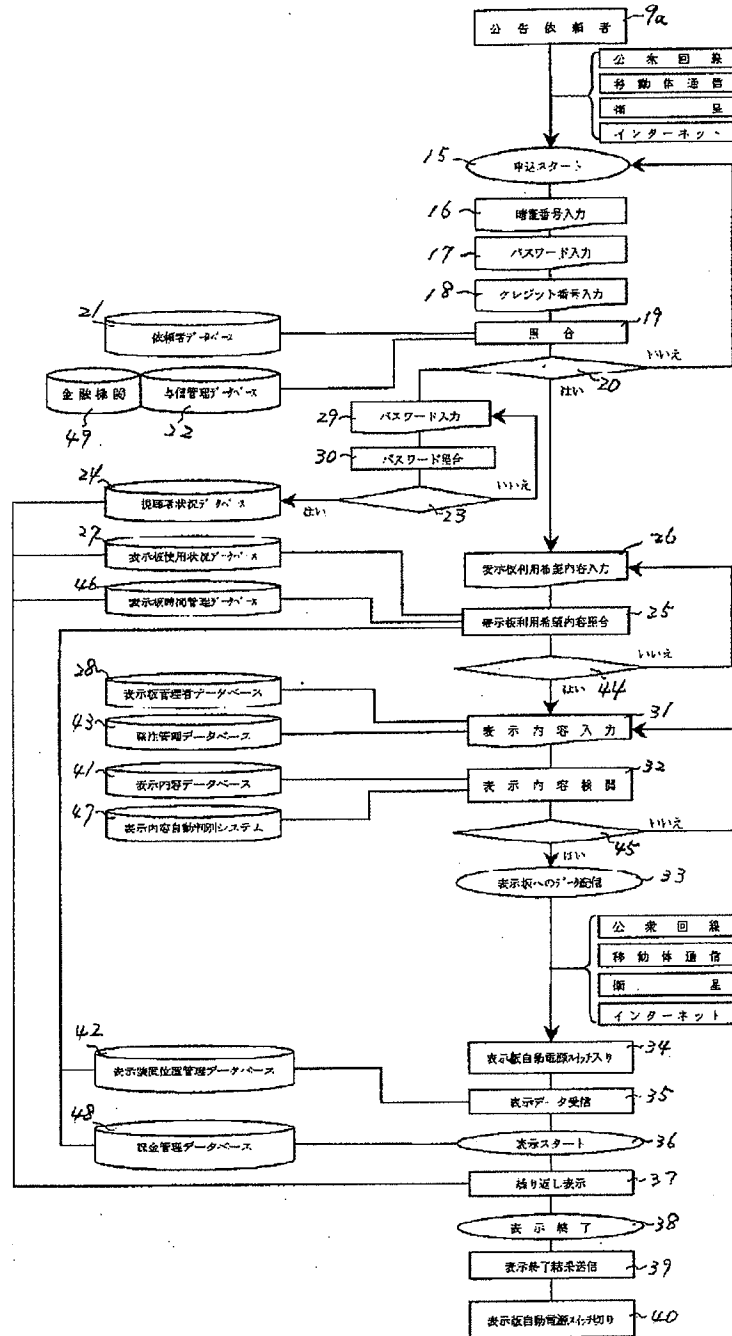 9a
公告依頼者
公衆回線
移動体通信
衛星
インターネット
15
申込スタート
16
暗証番号入力
17
パスワード入力
18
クレジット番号入力
21
19
依頼者データベース
照合
いいえ
20
はい
金融機関
与信管理データベース
49
22
29
パスワード入力
30
パスワード照合
24
いいえ
視聴者状況データベース
はい
23
27
26
表示板使用状況データベース
表示板利用希望内容入力
46
表示板時間管理データベース
25
表示板利用希望内容照合
いいえ
44
はい
28
表示板管理者データベース
31
43
発注管理データベース
表示内容入力
41
32
表示内容データベース
表示内容検閲
47
表示内容自動判別システム
いいえ
45
はい
33
表示板へのデータ送信
公衆回線
移動体通信
衛星
インターネット
42
34
表示板自動電源スイッチ入り
表示装置位置管理データベース
35
表示データ受信
48
36
課金管理データベース
表示スタート
37
繰り返し表示
38
表示終了
39
表示終了結果送信
40
表示板自動電源スイッチ切り